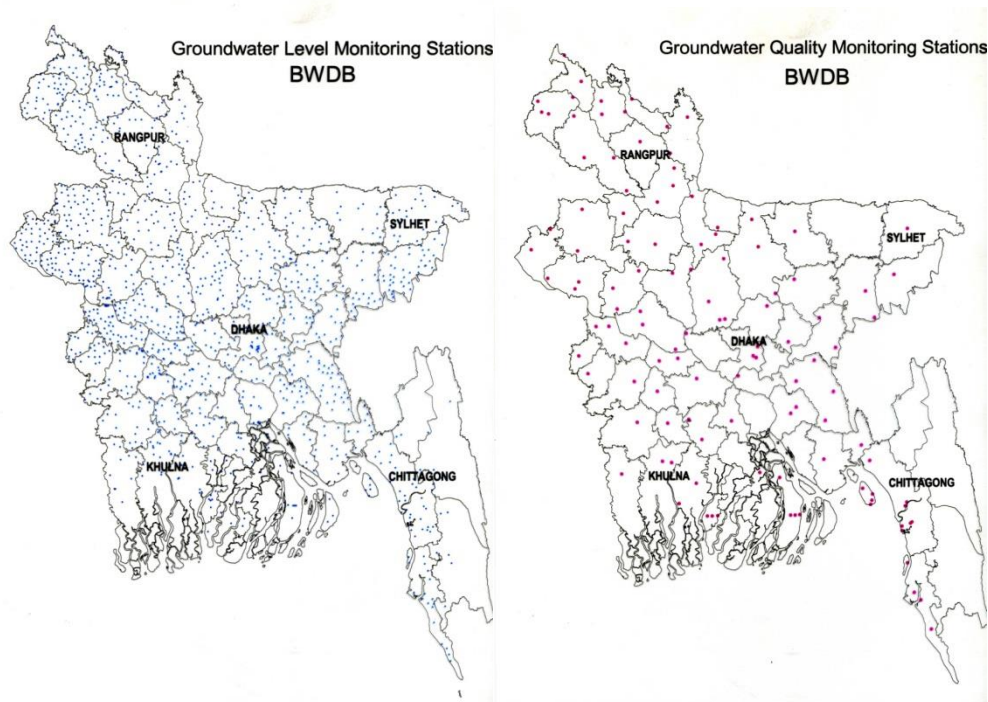 Groundwater Level Monitoring Stations
BWDB
RANGPUR
SYLHET
DHAKA
KHULNA
CHITTAGONG
Groundwater Quality Monitoring Stations
BWDB
RANGPUR
SYLHET
DHAKA
KHULNA
CHITTAGONG